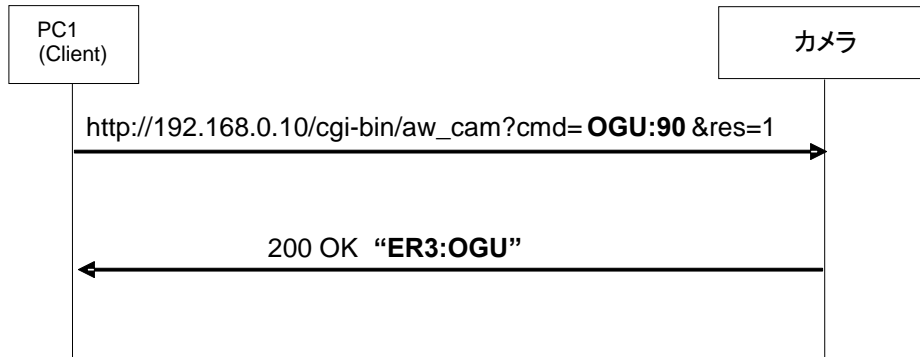 PC1
(Client)
カメラ
http://192.168.0.10/cgi-bin/aw_cam?cmd= OGU:90 &res=1
200 OK “ER3:OGU”